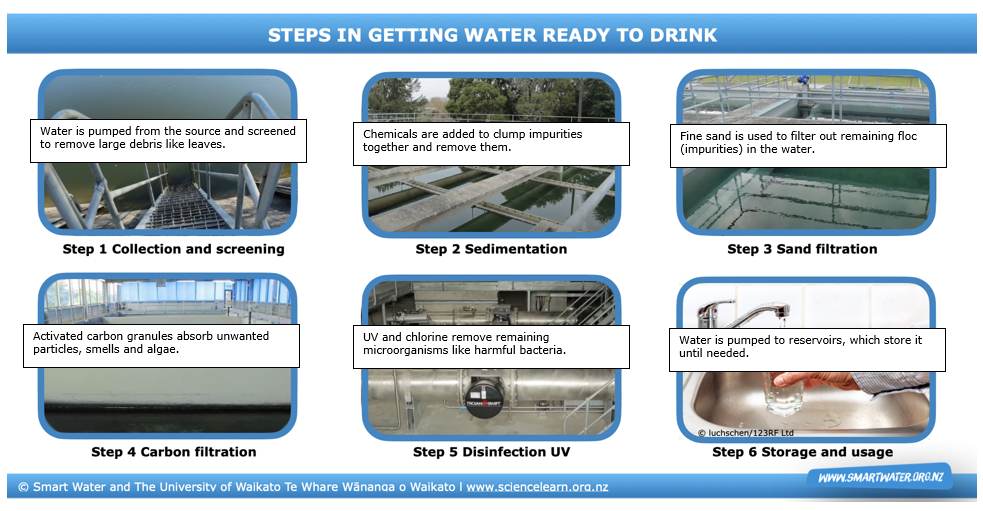 STEPS IN GETTING WATER READY TO DRINK
Water is pumped from the source and screened
to remove large debris like leaves.
Chemicals are added to clump impurities
together and remove them.
Fine sand is used to filter out remaining floc
(impurities) in the water.
Step 1 Collection and screening
Step 2 Sedimentation
Step 3 Sand filtration
Activated carbon granules absorb unwanted
particles, smells and algae.
UV and chlorine remove remaining
microorganisms like harmful bacteria.
TROJANUVSWIFT
Water is pumped to reservoirs, which store it
until needed.
© luchschen/123RF Ltd
Step 4 Carbon filtration
Step 5 Disinfection UV
Step 6 Storage and usage
© Smart Water and The University of Waikato Te Whare Wānanga o Waikato l www.sciencelearn.org.nz
WWW.SMARTWATER.ORG.NZ